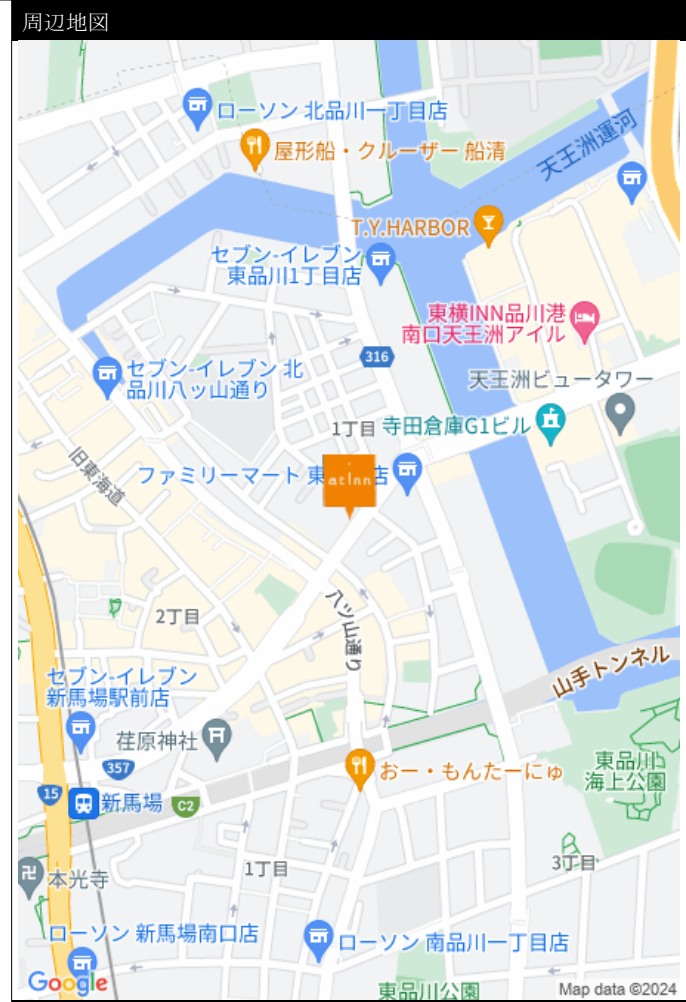 周辺地図
ローソン 北品川一丁目店
屋形船・クルーザー 船清
天王洲運河
T.Y.HARBOR
セブン-イレブン
東品川1丁目店
東横INN品川港
南口天王洲アイル
316
セブン-イレブン 北
品川八ッ山通り
天王洲ビュータワー
1丁目
寺田倉庫G1ビル
旧東海道
ファミリーマート 東
店
at inn
八ツ山通り
2丁目
セブン-イレブン
新馬場駅前店
山手トンネル
荏原神社
357
おー・もんたーにゅ
東品川
海上公園
15
新馬場
C2
本光寺
1丁目
3丁目
ローソン 新馬場南口店
ローソン 南品川一丁目店
Google
東品川公園
Map data ©2024